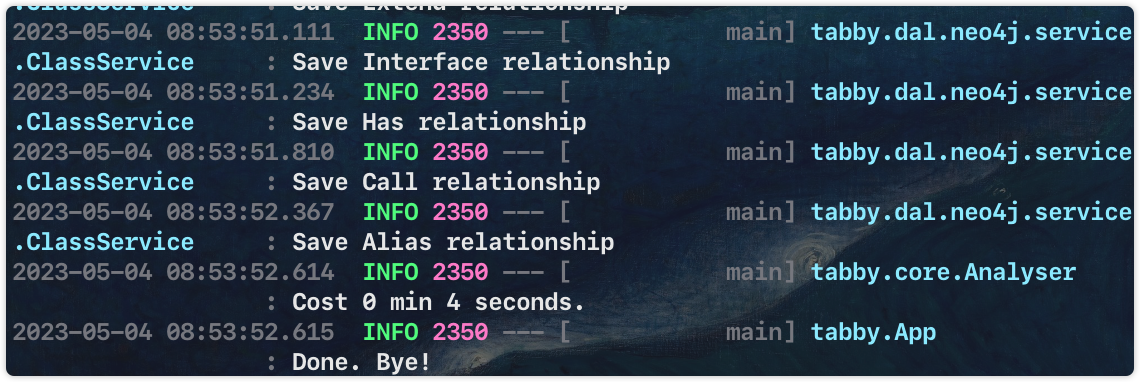 .ClassService : Save Extend relationship
2023-05-04 08:53:51.111 INFO 2350 --- [ main] tabby.dal.neo4j.service
.ClassService : Save Interface relationship
2023-05-04 08:53:51.234 INFO 2350 --- [ main] tabby.dal.neo4j.service
.ClassService : Save Has relationship
2023-05-04 08:53:51.810 INFO 2350 --- [ main] tabby.dal.neo4j.service
.ClassService : Save Call relationship
2023-05-04 08:53:52.367 INFO 2350 --- [ main] tabby.dal.neo4j.service
.ClassService : Save Alias relationship
2023-05-04 08:53:52.614 INFO 2350 --- [ main] tabby.core.Analyser
: Cost 0 min 4 seconds.
2023-05-04 08:53:52.615 INFO 2350 --- [ main] tabby.App
: Done. Bye!